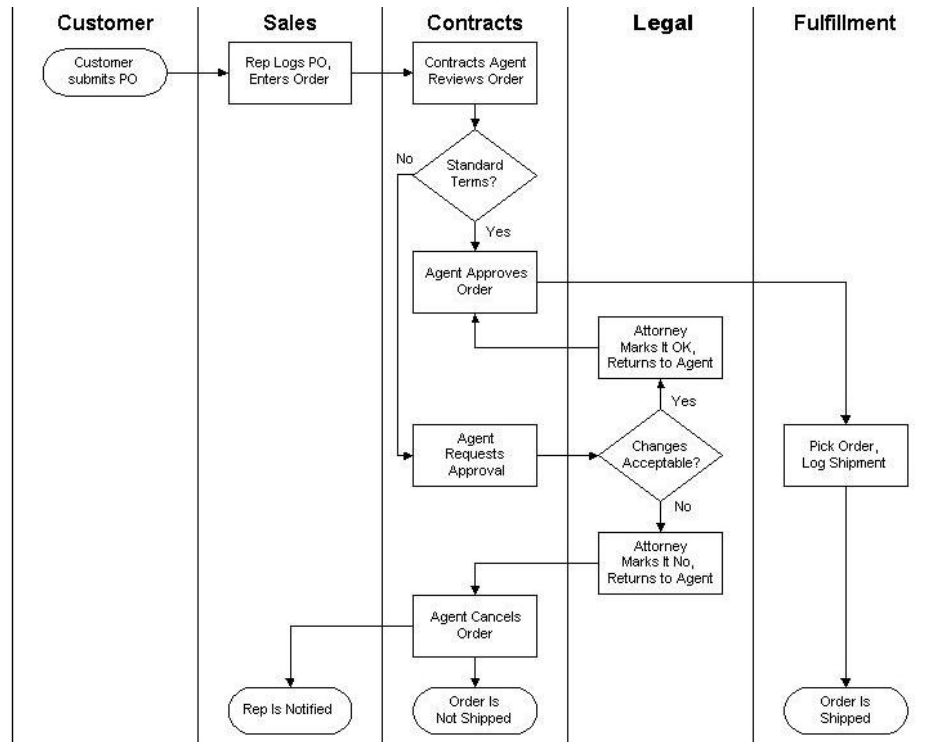 Customer
Sales
Contracts
Legal
Fulfillment
Customer
submits PO
Rep Logs PO,
Enters Order
Contracts Agent
Reviews Order
No
Standard
Terms?
Yes
Agent Approves
Order
Attorney
Marks It OK,
Returns to Agent
Yes
Agent
Requests
Approval
Changes
Acceptable?
Pick Order,
Log Shipment
No
Attorney
Marks It No,
Returns to Agent
Agent Cancels
Order
Rep Is Notified
Order Is
Not Shipped
Order Is
Shipped